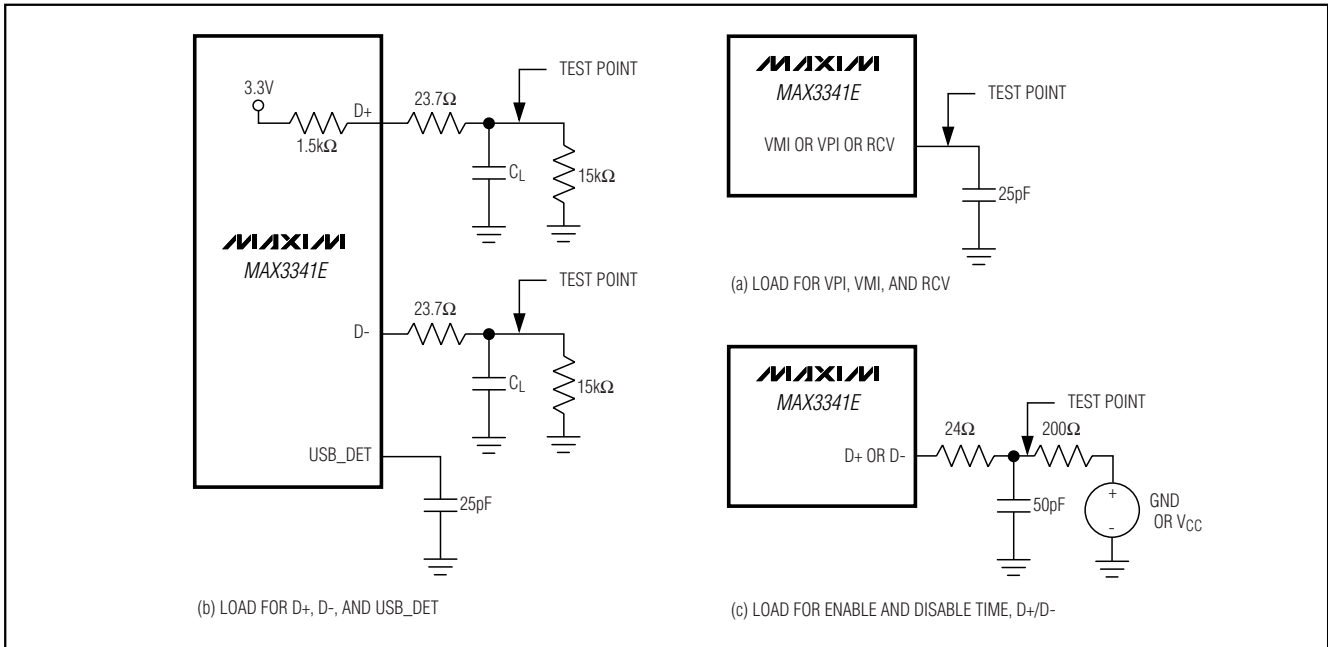 3.3V
1.5kΩ
D+
23.7Ω
TEST POINT
CL
15kΩ
MAXIM
MAX3341E
D-
23.7Ω
TEST POINT
CL
15kΩ
USB_DET
25pF
(b) LOAD FOR D+, D-, AND USB_DET
MAXIM
MAX3341E
VMI OR VPI OR RCV
TEST POINT
25pF
(a) LOAD FOR VPI, VMI, AND RCV
MAXIM
MAX3341E
D+ OR D-
24Ω
TEST POINT
200Ω
50pF
+
-
GND
OR VCC
(c) LOAD FOR ENABLE AND DISABLE TIME, D+/D-